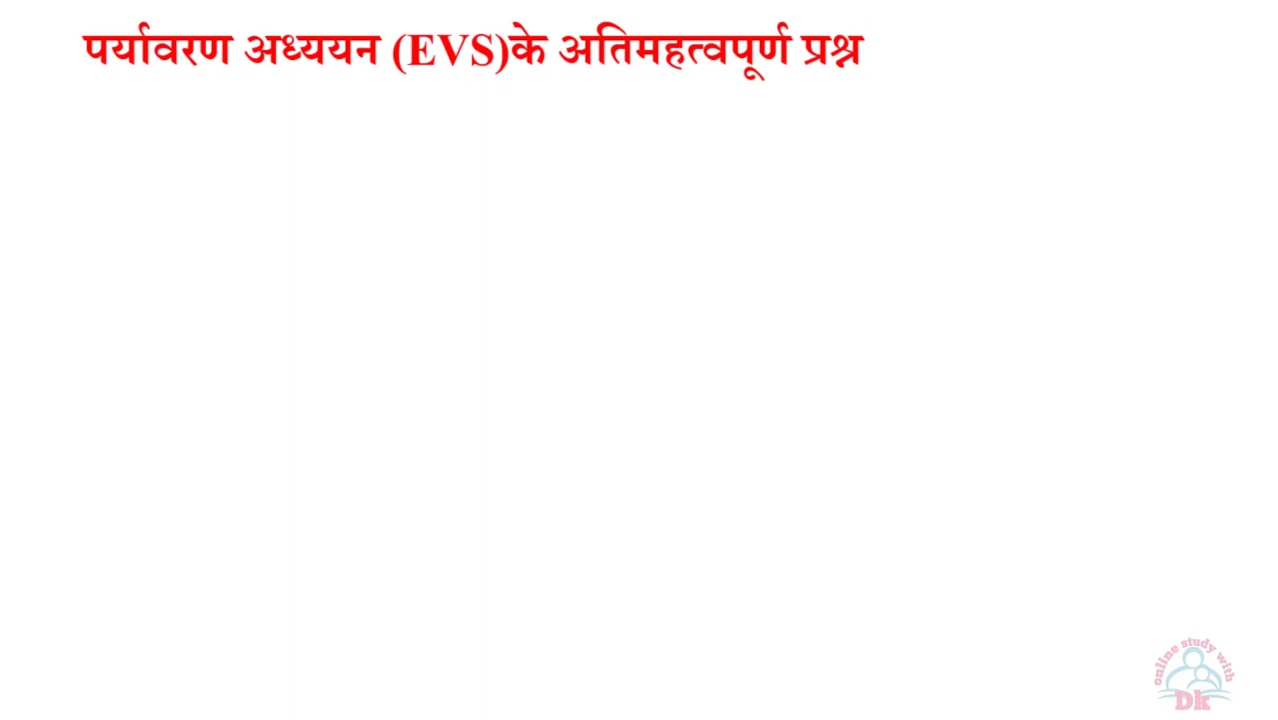 पर्यावरण अध्ययन (EVS)के अतिमहत्वपूर्ण प्रश्न
online study with
Dk